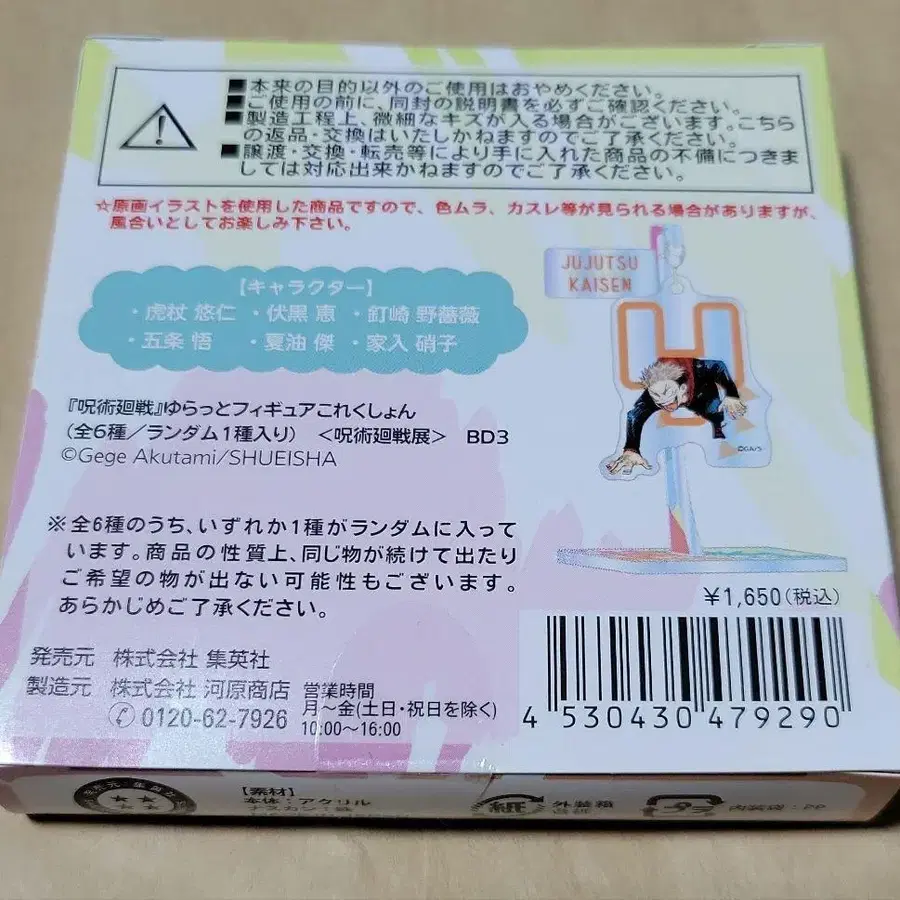 ■本来の目的以外のご使用はおやめください。
■ご使用の前に、同封の説明書を必ずご確認ください。
■製造工程上、微細なキズが入る場合がございます。こちら
の返品・交換はいたしかねますのでご了承ください。
■譲渡・交換・転売等により手に入れた商品の不備につきま
しては対応出来かねますのでご了承ください。
☆原画イラストを使用した商品ですので、色ムラ、カスレ等が見られる場合がありますが、
風合いとしてお楽しみ下さい。
【キャラクター】
・虎杖 悠仁 ・伏黒 恵 ・釘崎 野薔薇
・五条 悟 ・夏油 傑 ・家入 硝子
JUJUTSU
KAISEN
©GA/S
『呪術廻戦』ゆらっとフィギュアこれくしょん
(全6種/ランダム1種入り) <呪術廻戦展> BD3
©Gege Akutami/SHUEISHA
※全6種のうち、いずれか1種がランダムに入って
います。商品の性質上、同じ物が続けて出たり
ご希望の物が出ない可能性もございます。
あらかじめご了承ください。
¥1,650(税込)
発売元 株式会社 集英社
製造元 株式会社 河原商店
0120-62-7926
営業時間
月〜金(土日・祝日を除く)
10:00〜16:00
4 530430 479290
【素材】
本体:アクリル
紙 外装箱
プラ 内装袋:PP